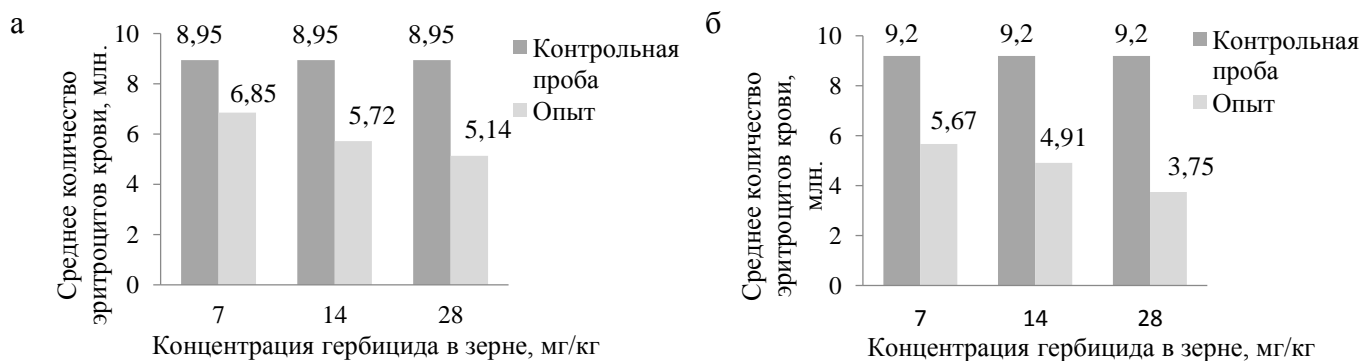 а
Среднее количество
эритроцитов крови, млн.
10
8
6
4
2
0
8,95
8,95
8,95
6,85
5,72
5,14
7
14
28
Концентрация гербицида в зерне, мг/кг
Контрольная
проба
Опыт
б
Среднее количество
эритроцитов крови,
млн.
10
8
6
4
2
0
9,2
9,2
9,2
5,67
4,91
3,75
7
14
28
Концентрация гербицида в зерне, мг/кг
Контрольная
проба
Опыт